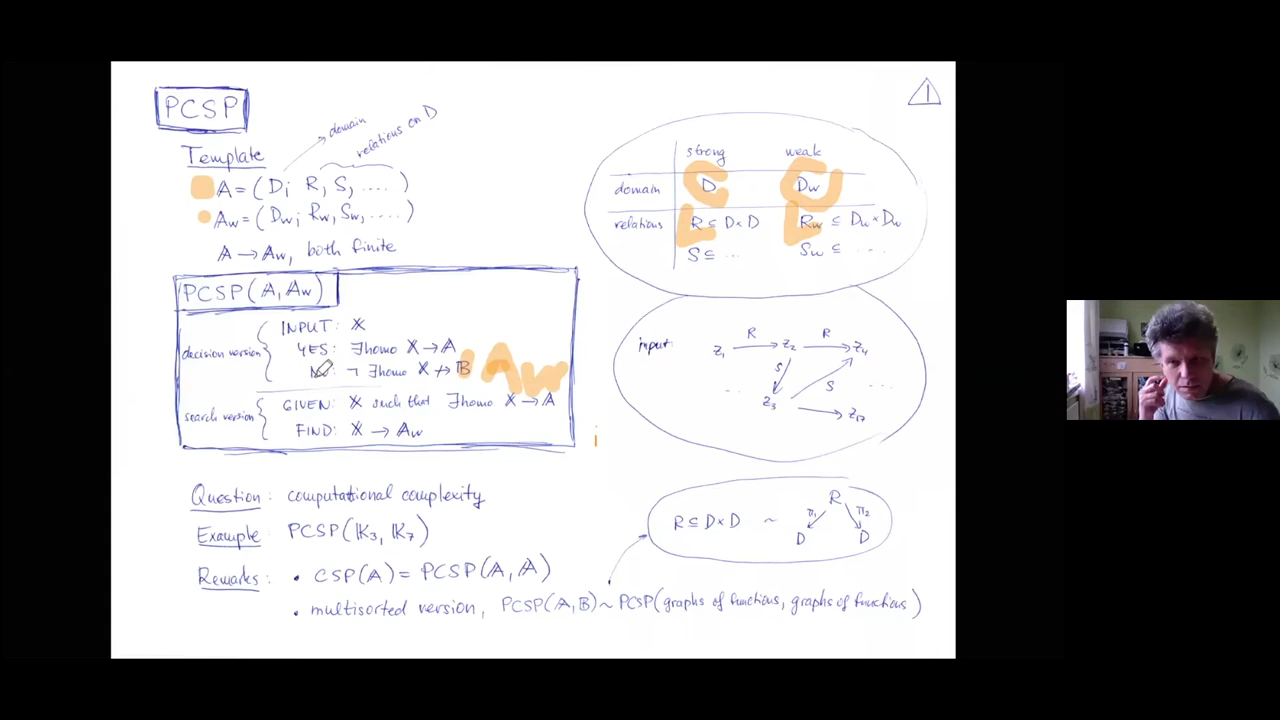 PCSP
1
domain
relations on D
Template
A = (D; R, S, ....)
Aw = (Dw; Rw, Sw, ....)
A → Aw, both finite
strong weak
domain D Dw
relations R ⊆ D×D Rw ⊆ Dw×Dw
S ⊆ ... Sw ⊆ ....
PCSP(A, Aw)
decision version
INPUT: X
YES: ∃homo X → A
¬ ∃homo X ↛ B Aw
search version
GIVEN: X such that ∃homo X → A
FIND: X → Aw
input:
z1 R z2 R z4
S S
... z3 z17 ...
Question: computational complexity
Example: PCSP(K3, K7)
R ⊆ D×D ~ R
π1 π2
D D
Remarks: • CSP(A) = PCSP(A, A)
• multisorted version, PCSP(A, B) ~ PCSP(graphs of functions, graphs of functions)